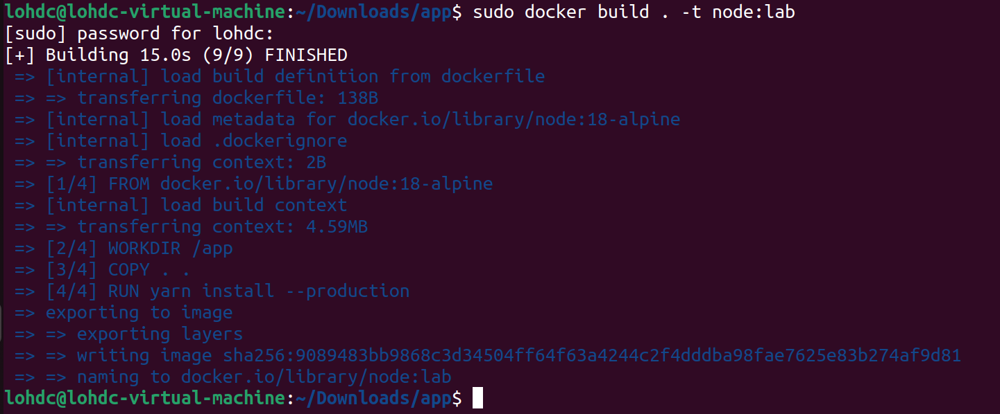 lohdc@lohdc-virtual-machine:~/Downloads/app$ sudo docker build . -t node:lab
[sudo] password for lohdc:
[+] Building 15.0s (9/9) FINISHED
=> [internal] load build definition from dockerfile
=> => transferring dockerfile: 138B
=> [internal] load metadata for docker.io/library/node:18-alpine
=> [internal] load .dockerignore
=> => transferring context: 2B
=> [1/4] FROM docker.io/library/node:18-alpine
=> [internal] load build context
=> => transferring context: 4.59MB
=> [2/4] WORKDIR /app
=> [3/4] COPY . .
=> [4/4] RUN yarn install --production
=> exporting to image
=> => exporting layers
=> => writing image sha256:9089483bb9868c3d34504ff64f63a4244c2f4dddba98fae7625e83b274af9d81
=> => naming to docker.io/library/node:lab
lohdc@lohdc-virtual-machine:~/Downloads/app$